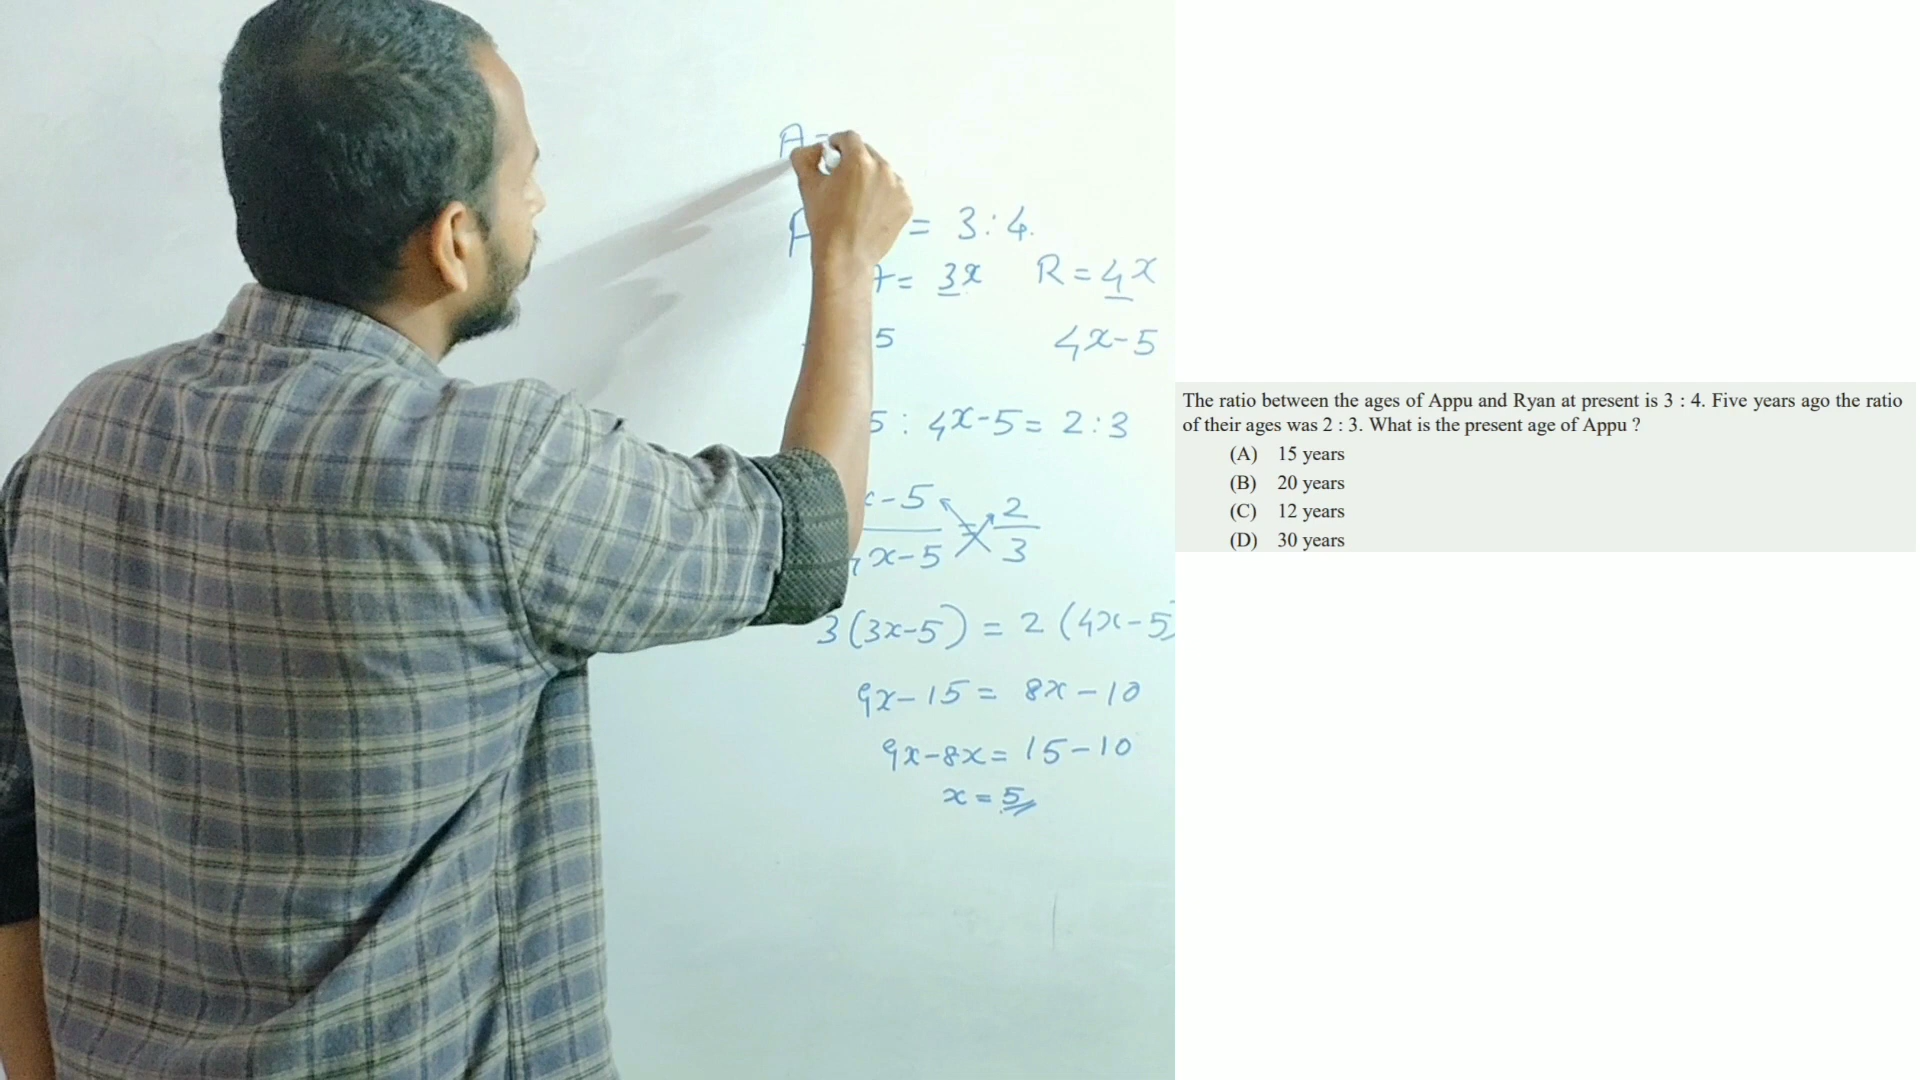 A =
= 3:4.
A = 3x R = 4x
5 4x-5
5 : 4x-5 = 2:3
x-5 2
4x-5 = 3
3(3x-5) = 2(4x-5)
9x-15 = 8x-10
9x-8x = 15-10
x = 5
The ratio between the ages of Appu and Ryan at present is 3 : 4. Five years ago the ratio
of their ages was 2 : 3. What is the present age of Appu ?
(A) 15 years
(B) 20 years
(C) 12 years
(D) 30 years